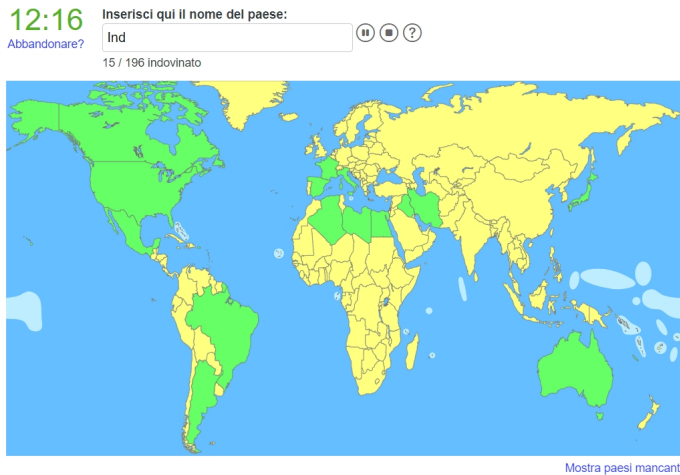 12:16
Abbandonare?
Inserisci qui il nome del paese:
Ind
15 / 196 indovinato
Mostra paesi mancant